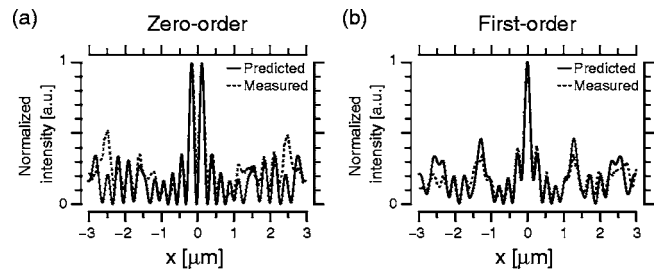 (a) Zero-order
Normalized intensity [a.u.]
1
0
Predicted
Measured
−3 −2 −1 0 1 2 3
x [μm]
(b) First-order
Normalized intensity [a.u.]
1
0
Predicted
Measured
−3 −2 −1 0 1 2 3
x [μm]